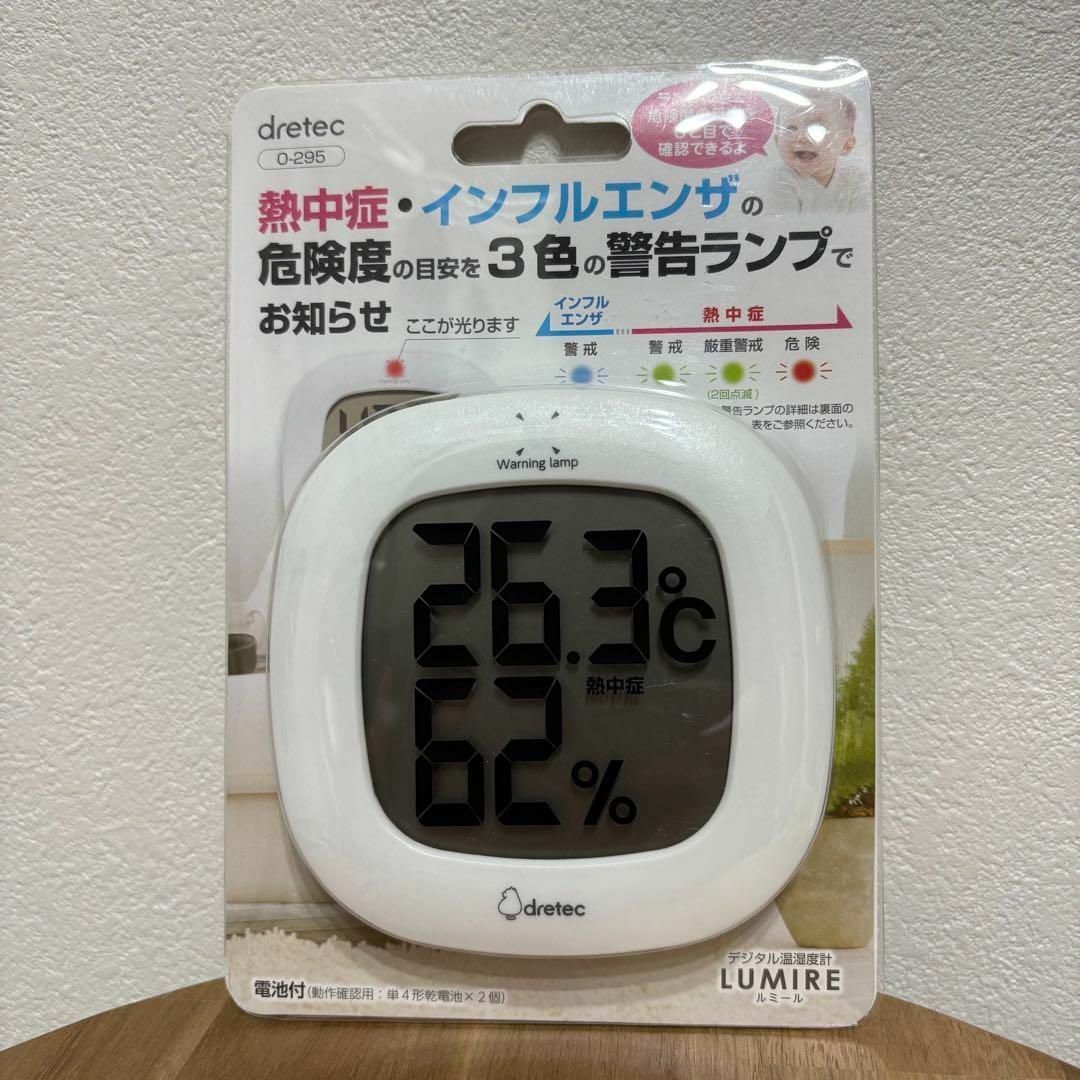 dretec
O-295
確認できるよ
熱中症・インフルエンザの
危険度の目安を3色の警告ランプで
お知らせ
ここが光ります
インフル
エンザ
熱中症
警戒
警戒
厳重警戒
危険
(2回点滅)
警告ランプの詳細は裏面の
表をご参照ください。
Warning lamp
26.3℃
熱中症
62%
dretec
デジタル温湿度計
LUMIRE
ルミール
電池付(動作確認用:単4形乾電池×2個)